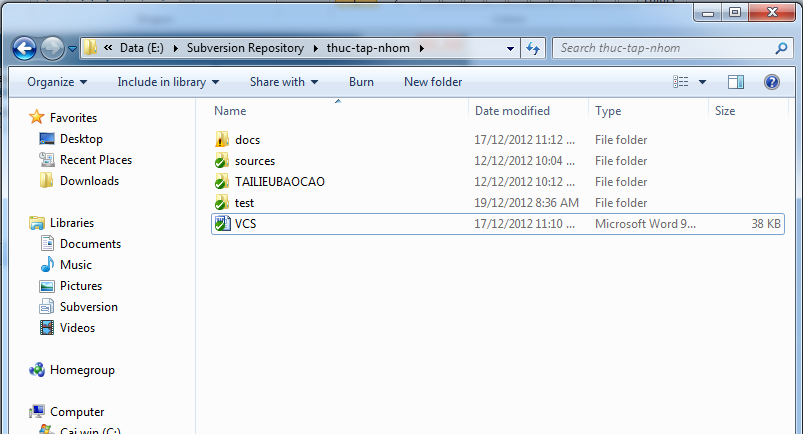 « Data (E:) Subversion Repository thuc-tap-nhom Search thuc-tap-nhom
Organize Include in library Share with Burn New folder
Name Date modified Type Size
Favorites
Desktop
Recent Places
Downloads
Libraries
Documents
Music
Pictures
Subversion
Videos
Homegroup
Computer
Cai win (C:)
docs 17/12/2012 11:12 ... File folder
sources 12/12/2012 10:04 ... File folder
TAILIEUBAOCAO 12/12/2012 10:12 ... File folder
test 19/12/2012 8:36 AM File folder
VCS 17/12/2012 11:10 ... Microsoft Word 9... 38 KB